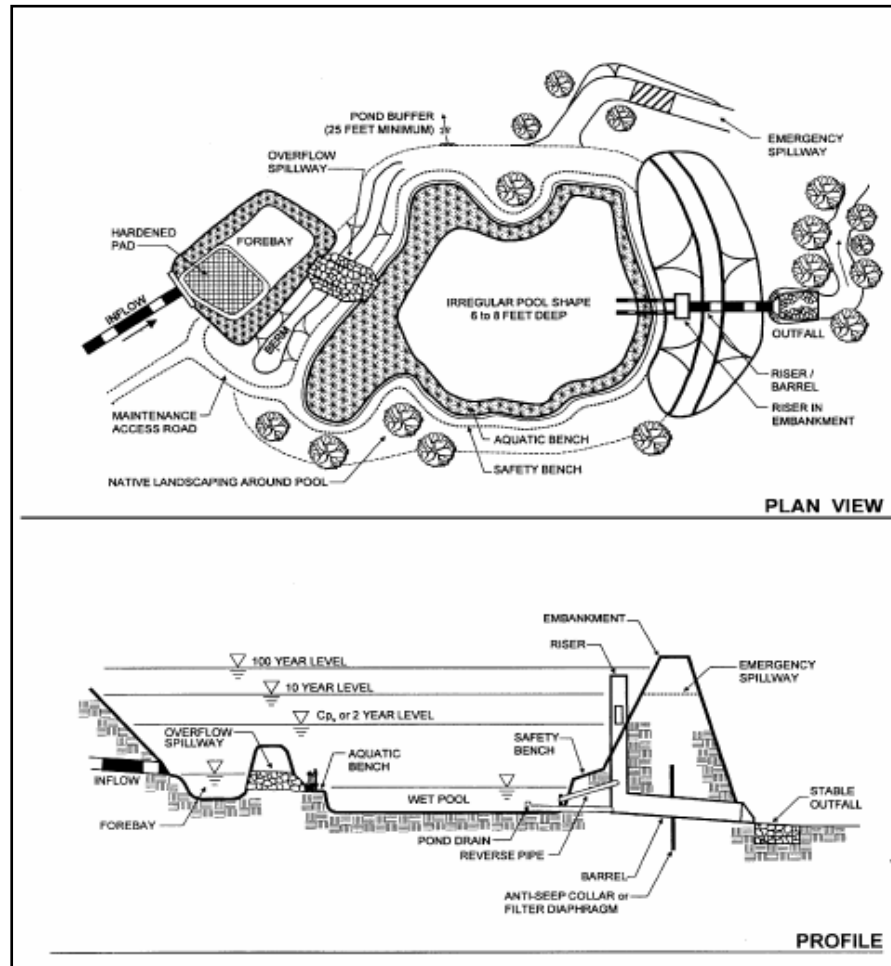 POND BUFFER
(25 FEET MINIMUM)
OVERFLOW
SPILLWAY
EMERGENCY
SPILLWAY
HARDENED
PAD
FOREBAY
INFLOW
BERM
IRREGULAR POOL SHAPE
6 to 8 FEET DEEP
OUTFALL
RISER /
BARREL
RISER IN
EMBANKMENT
MAINTENANCE
ACCESS ROAD
AQUATIC BENCH
SAFETY BENCH
NATIVE LANDSCAPING AROUND POOL
PLAN VIEW
EMBANKMENT
RISER
100 YEAR LEVEL
EMERGENCY
SPILLWAY
10 YEAR LEVEL
Cpᵥ or 2 YEAR LEVEL
OVERFLOW
SPILLWAY
SAFETY
BENCH
AQUATIC
BENCH
INFLOW
WET POOL
STABLE
OUTFALL
FOREBAY
POND DRAIN
REVERSE PIPE
BARREL
ANTI-SEEP COLLAR or
FILTER DIAPHRAGM
PROFILE